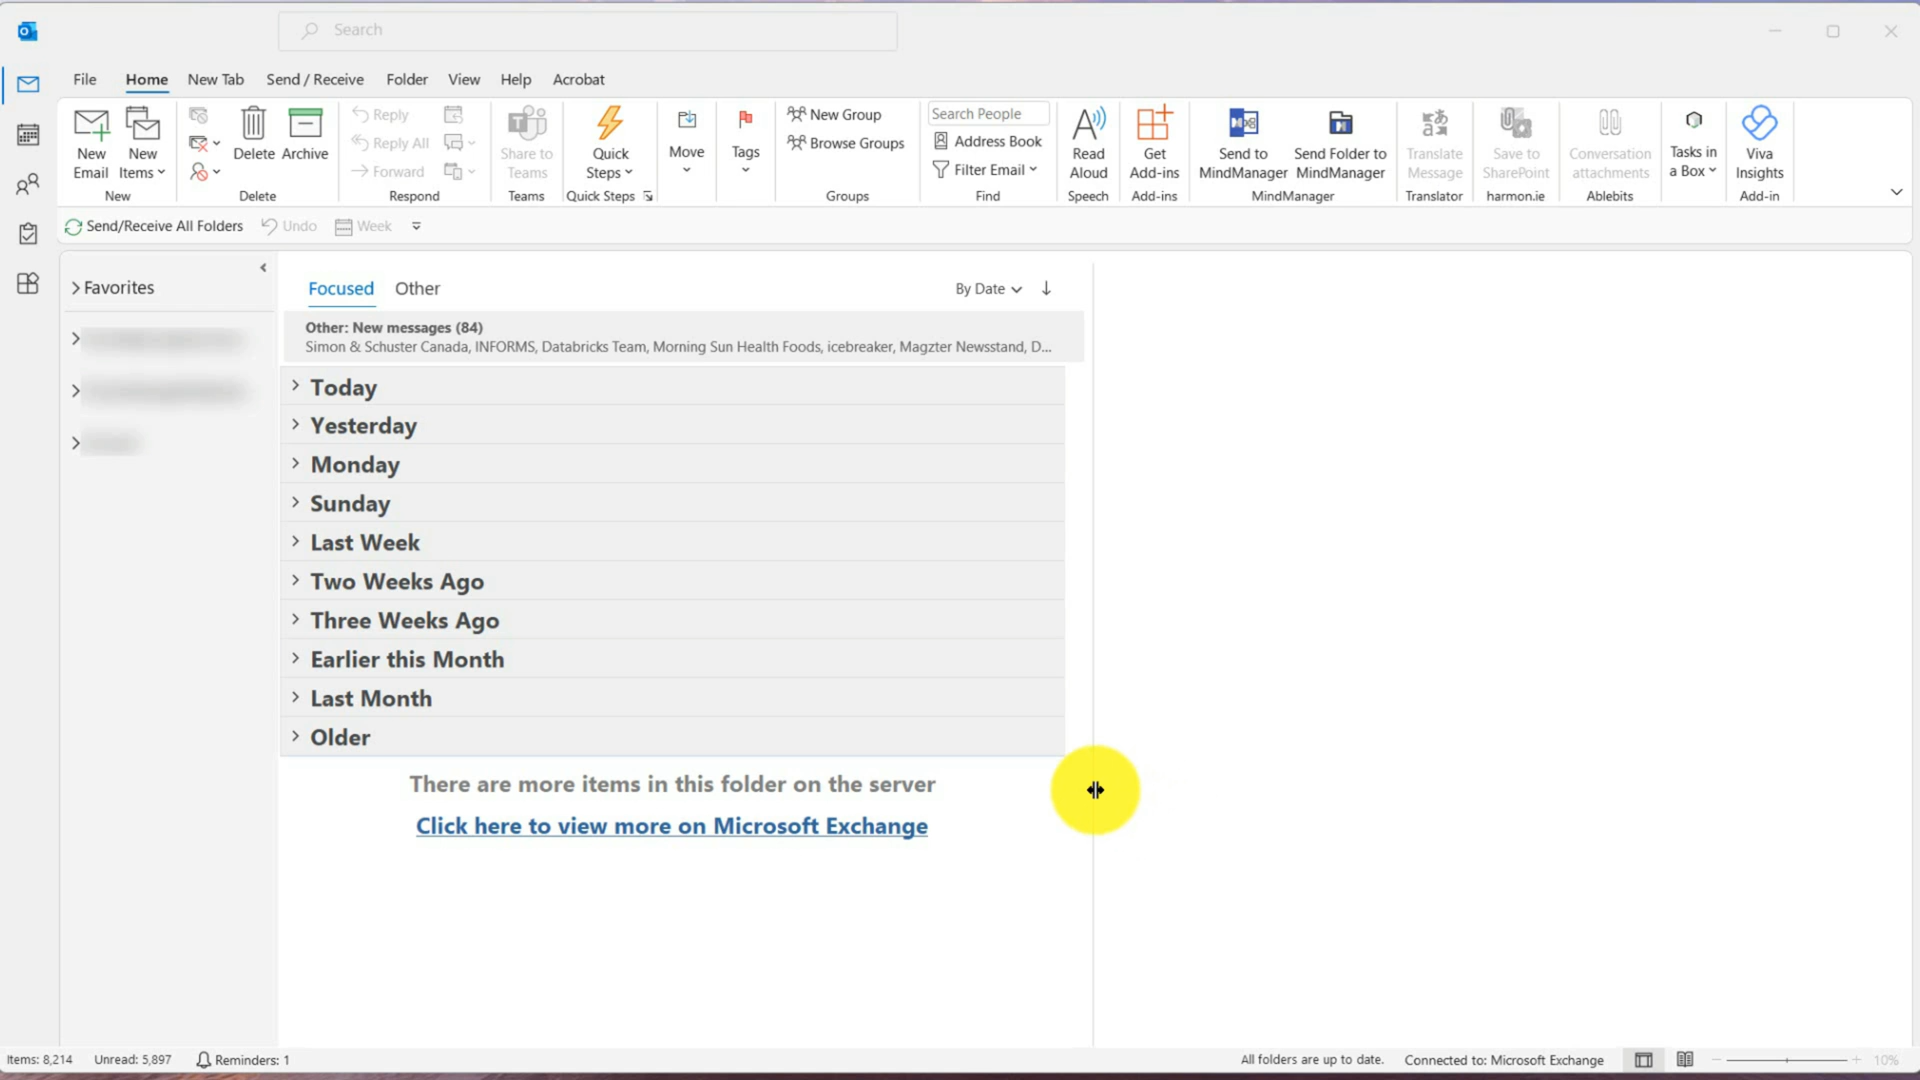 Search
File Home New Tab Send / Receive Folder View Help Acrobat
New Email
New Items
New
Delete
Archive
Delete
Reply
Reply All
Forward
Respond
Share to Teams
Teams
Quick Steps
Quick Steps
Move
Tags
New Group
Browse Groups
Groups
Search People
Address Book
Filter Email
Find
Read Aloud
Speech
Get Add-ins
Add-ins
Send to MindManager
Send Folder to MindManager
MindManager
Translate Message
Translator
Save to SharePoint
harmon.ie
Conversation attachments
Ablebits
Tasks in a Box
Viva Insights
Add-in
Send/Receive All Folders Undo Week
Favorites
Focused Other By Date
Other: New messages (84)
Simon & Schuster Canada, INFORMS, Databricks Team, Morning Sun Health Foods, icebreaker, Magzter Newsstand, D...
Today
Yesterday
Monday
Sunday
Last Week
Two Weeks Ago
Three Weeks Ago
Earlier this Month
Last Month
Older
There are more items in this folder on the server
Click here to view more on Microsoft Exchange
Items: 8,214 Unread: 5,897 Reminders: 1 All folders are up to date. Connected to: Microsoft Exchange 10%